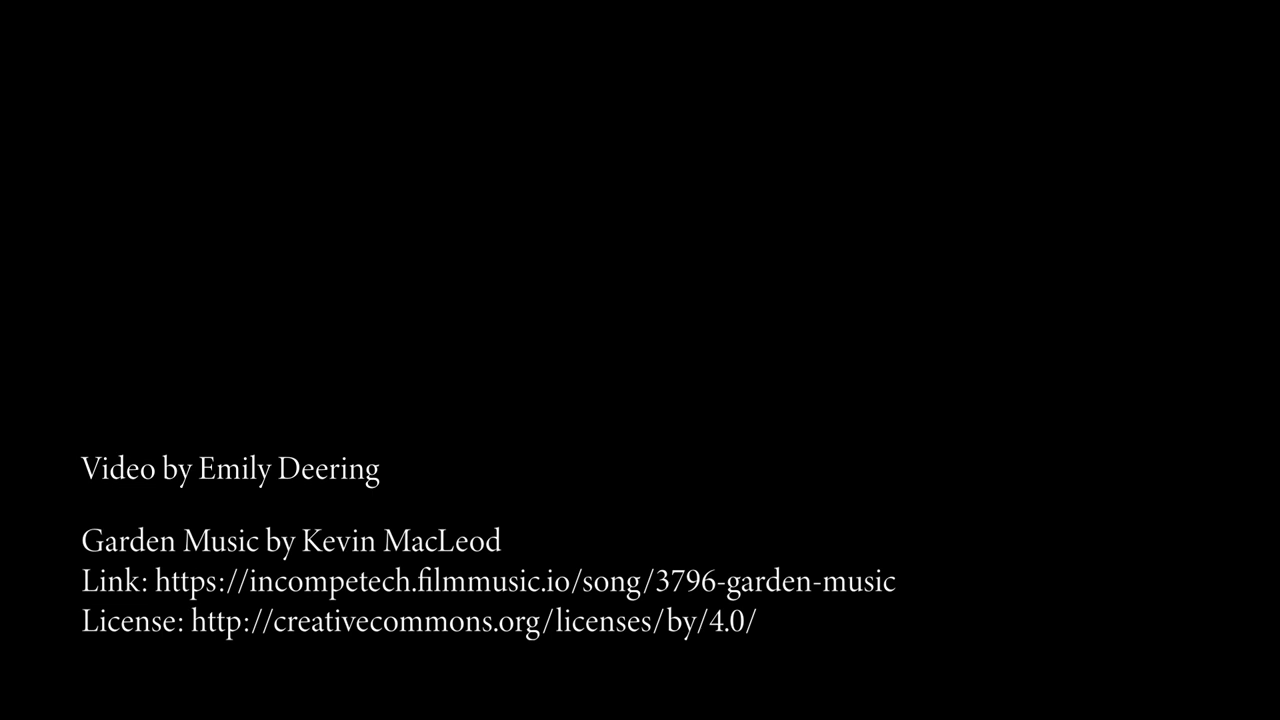 Video by Emily Deering
Garden Music by Kevin MacLeod
Link: https://incompetech.filmmusic.io/song/3796-garden-music
License: http://creativecommons.org/licenses/by/4.0/